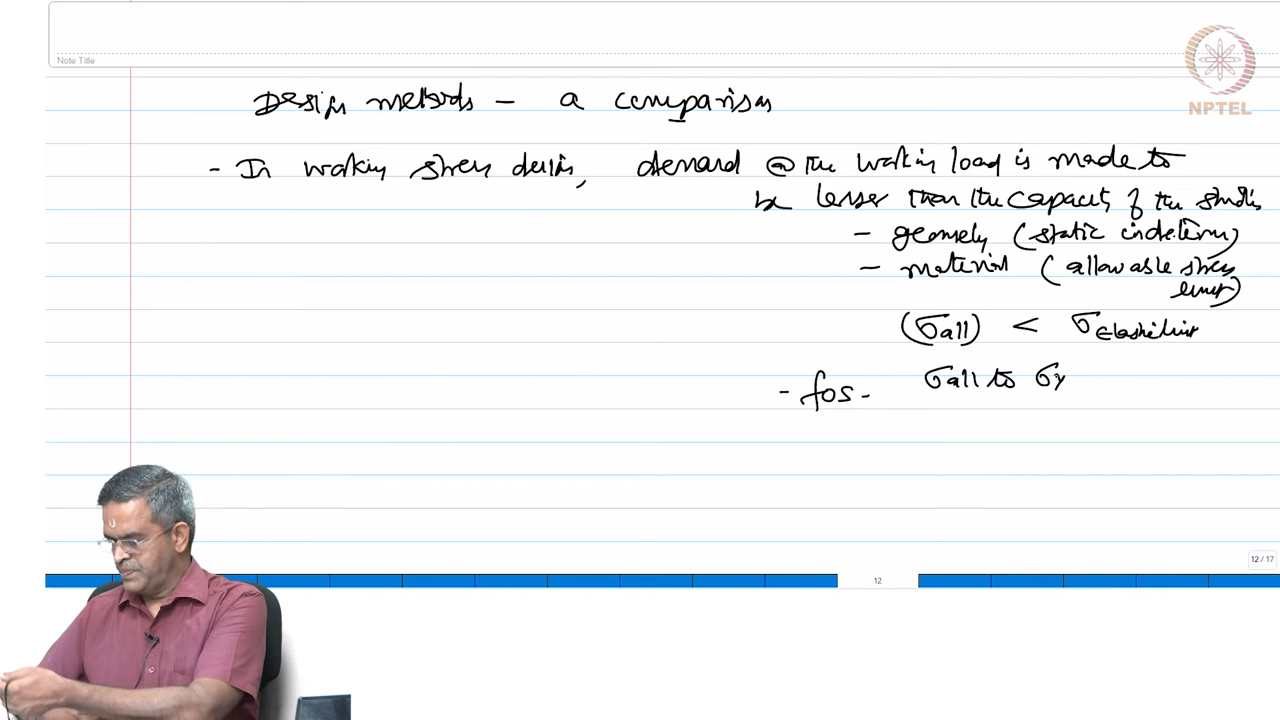 Note Title
NPTEL
Design methods - a comparison
- In working stress design, demand @ the working load is made to
be lesser than the capacity of the
- geometry (static indeterm)
- material (allowable stress
limit)
(σall) < σelastic limit
- fos - σall to σy
12/17
12